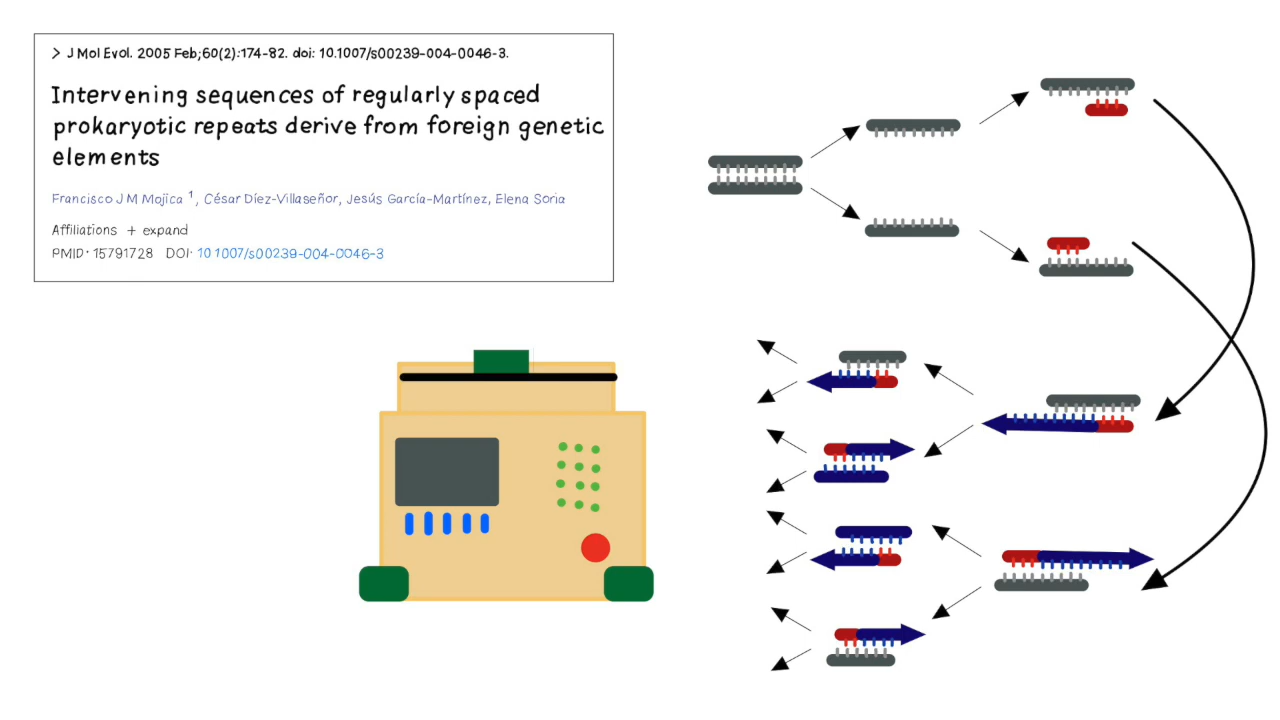 > J Mol Evol. 2005 Feb;60(2):174-82. doi: 10.1007/s00239-004-0046-3.
Intervening sequences of regularly spaced
prokaryotic repeats derive from foreign genetic
elements
Francisco J M Mojica 1, César Díez-Villaseñor, Jesús García-Martínez, Elena Soria
Affiliations + expand
PMID: 15791728 DOI: 10 1007/s00239-004-0046-3